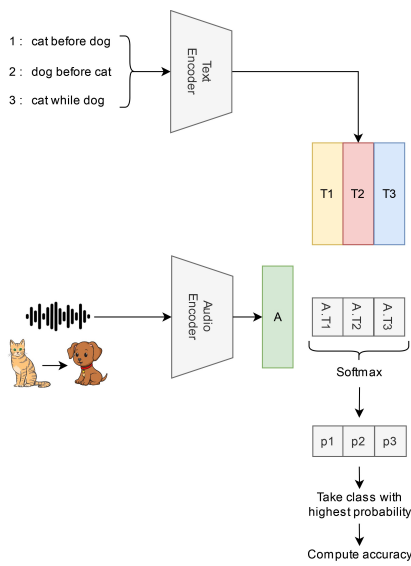 1 : cat before dog
2 : dog before cat
3 : cat while dog
Text
Encoder
T1 T2 T3
Audio
Encoder
A
A.T1 A.T2 A.T3
Softmax
p1 p2 p3
Take class with
highest probability
Compute accuracy